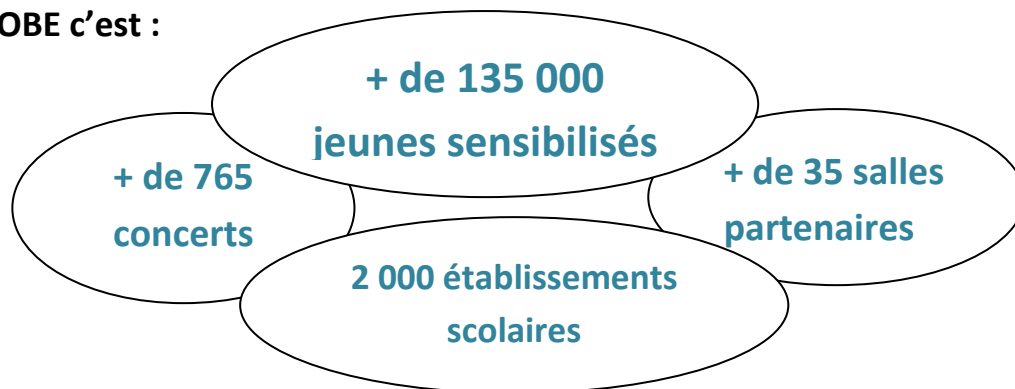 OBE c’est :
+ de 135 000
jeunes sensibilisés
+ de 765
concerts
+ de 35 salles
partenaires
2 000 établissements
scolaires